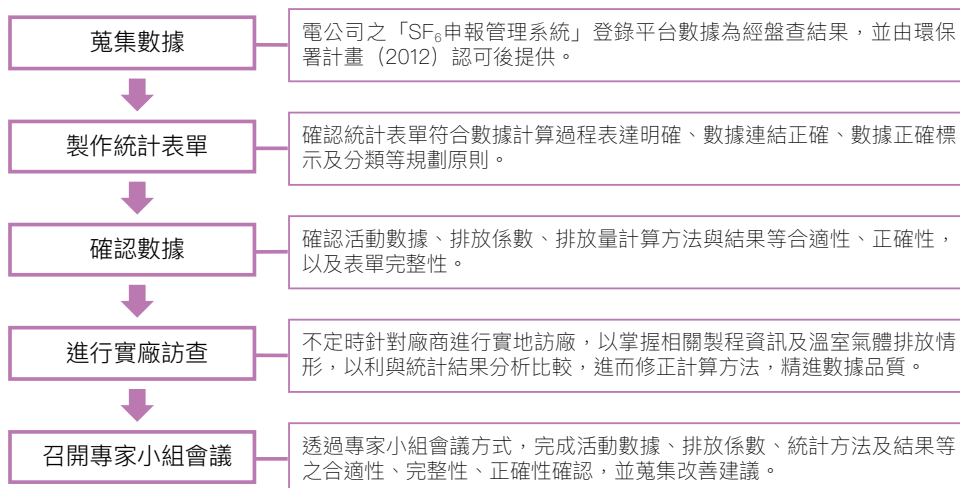 蒐集數據
電公司之「SF₆申報管理系統」登錄平台數據為經盤查結果，並由環保
署計畫（2012）認可後提供。
製作統計表單
確認統計表單符合數據計算過程表達明確、數據連結正確、數據正確標
示及分類等規劃原則。
確認數據
確認活動數據、排放係數、排放量計算方法與結果等合適性、正確性，
以及表單完整性。
進行實廠訪查
不定時針對廠商進行實地訪廠，以掌握相關製程資訊及溫室氣體排放情
形，以利與統計結果分析比較，進而修正計算方法，精進數據品質。
召開專家小組會議
透過專家小組會議方式，完成活動數據、排放係數、統計方法及結果等
之合適性、完整性、正確性確認，並蒐集改善建議。